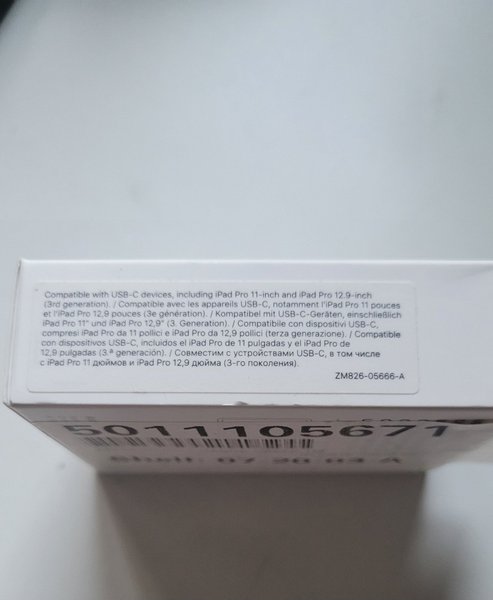 Compatible with USB-C devices, including iPad Pro 11-inch and iPad Pro 12.9-inch
(3rd generation). / Compatible avec les appareils USB-C, notamment l'iPad Pro 11 pouces
et l'iPad Pro 12,9 pouces (3e génération). / Kompatibel mit USB-C-Geräten, einschließlich
iPad Pro 11" und iPad Pro 12,9" (3. Generation). / Compatibile con dispositivi USB-C,
compresi iPad Pro da 11 pollici e iPad Pro da 12,9 pollici (terza generazione). / Compatible
con dispositivos USB-C, incluidos el iPad Pro de 11 pulgadas y el iPad Pro de
12,9 pulgadas (3.ª generación). / Совместим с устройствами USB-C, в том числе
с iPad Pro 11 дюймов и iPad Pro 12,9 дюйма (3-го поколения).
ZM826-05666-A
5011105671